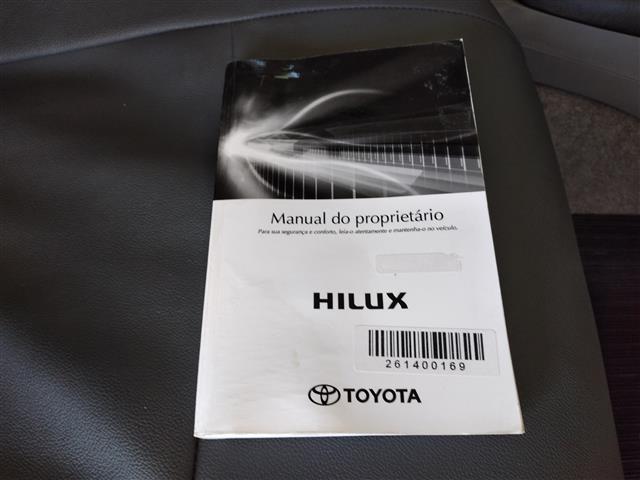 Manual do proprietário
Para sua segurança e conforto, leia-o atentamente e mantenha-o no veículo.
HILUX
261400169
TOYOTA